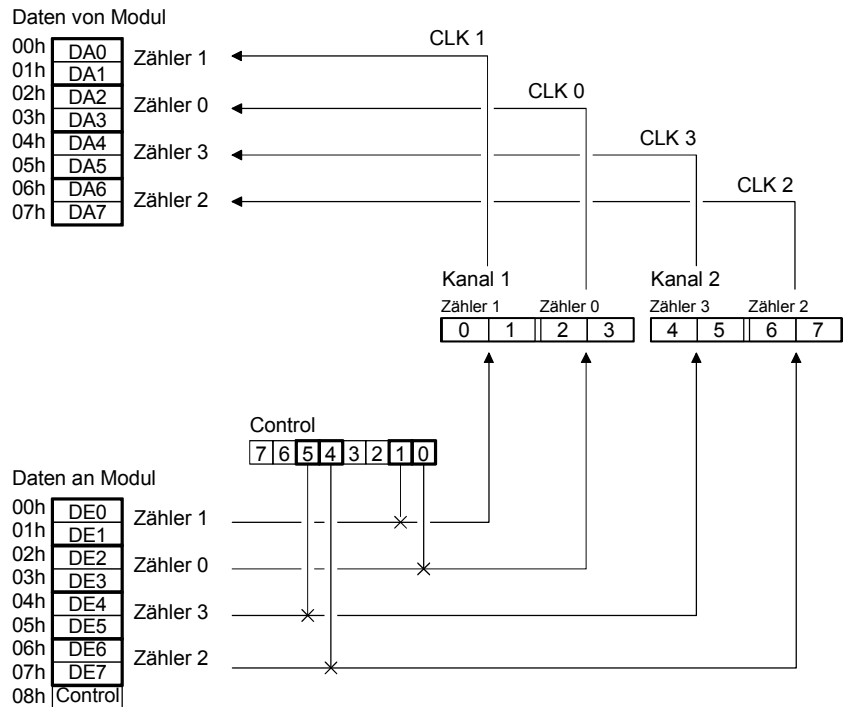 Daten von Modul
00h DA0 Zähler 1
01h DA1
02h DA2 Zähler 0
03h DA3
04h DA4 Zähler 3
05h DA5
06h DA6 Zähler 2
07h DA7
CLK 1
CLK 0
CLK 3
CLK 2
Kanal 1 Kanal 2
Zähler 1 Zähler 0 Zähler 3 Zähler 2
0 1 2 3 4 5 6 7
Control
7 6 5 4 3 2 1 0
Daten an Modul
00h DE0 Zähler 1
01h DE1
02h DE2 Zähler 0
03h DE3
04h DE4 Zähler 3
05h DE5
06h DE6 Zähler 2
07h DE7
08h Control